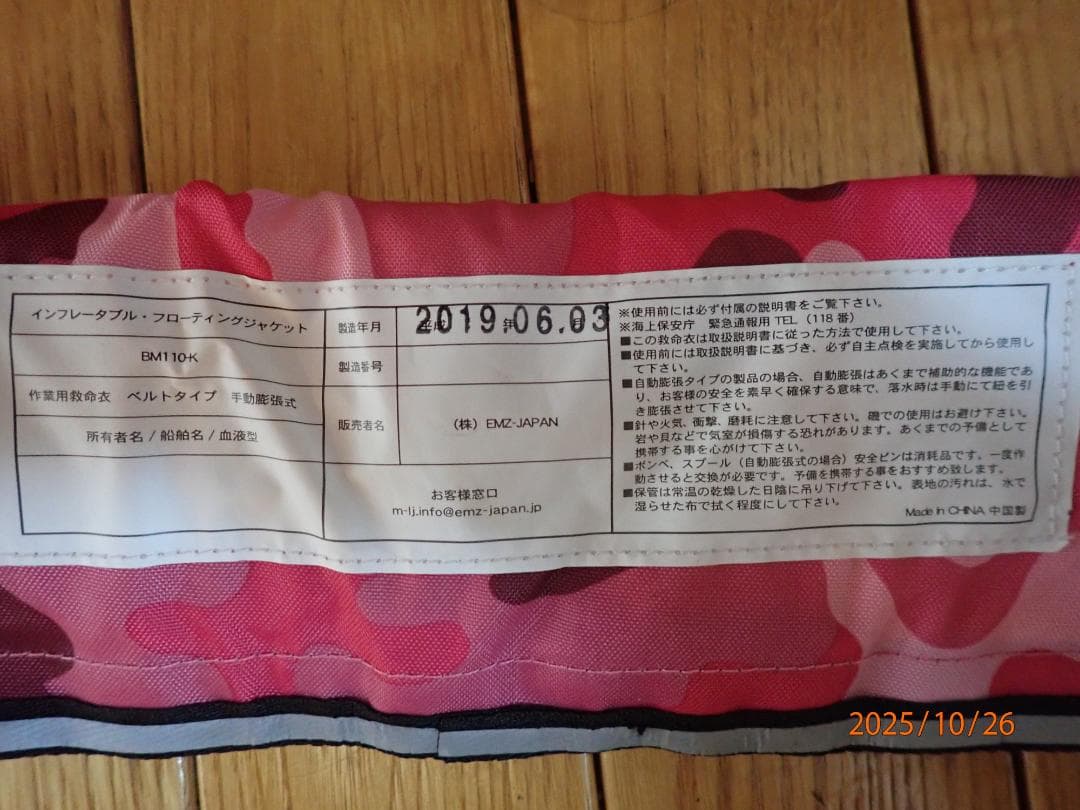 インフレータブル・フローティングジャケット
BM110-K
作業用救命衣 ベルトタイプ 手動膨張式
所有者名/船舶名/血液型
製造年月
2019年06.03
製造番号
販売者名
(株) EMZ-JAPAN
お客様窓口
m-lj.info@emz-japan.jp
※使用前には必ず付属の説明書をご覧下さい。
※海上保安庁 緊急通報用 TEL (118 番)
■この救命衣は取扱説明書に従った方法で使用して下さい。
■使用前には取扱説明書に基づき、必ず自主点検を実施してから使用し
て下さい。
■自動膨張タイプの製品の場合、自動膨張はあくまで補助的な機能であ
り、お客様の安全を素早く確保する意味で、落水時は手動にて紐を引
き膨張させて下さい。
■針や火気、衝撃、磨耗に注意して下さい。磯での使用はお避け下さい。
岩や貝などで気室が損傷する恐れがあります。あくまでの予備として
携帯する事を心がけて下さい。
■ボンベ、スプール（自動膨張式の場合）安全ピンは消耗品です。一度作
動させると交換が必要です。予備を携帯する事をおすすめ致します。
■保管は常温の乾燥した日陰に吊り下げて下さい。表地の汚れは、水で
湿らせた布で拭く程度にして下さい。
Made in CHINA 中国製
2025/10/26